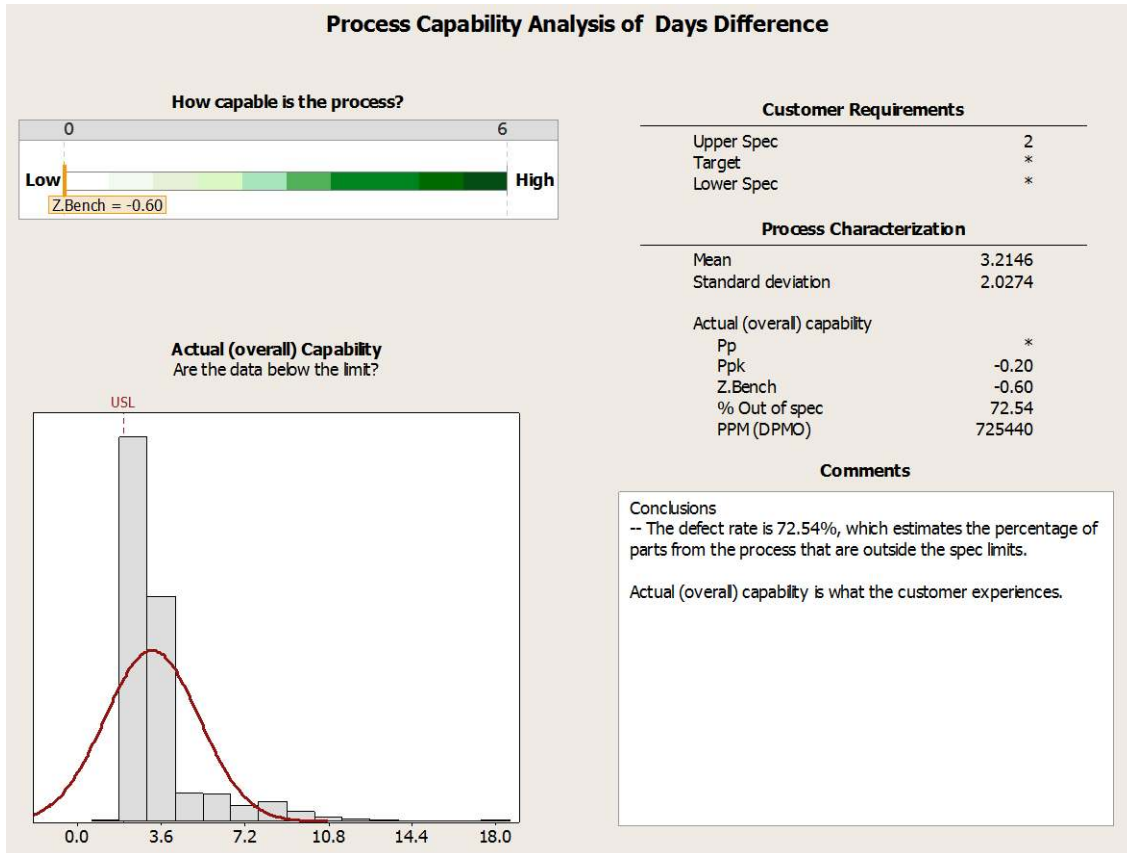 Process Capability Analysis of Days Difference
How capable is the process?
0 6
Low High
Z.Bench = -0.60
Customer Requirements
Upper Spec 2
Target *
Lower Spec *
Process Characterization
Mean 3.2146
Standard deviation 2.0274
Actual (overall) capability
Pp *
Ppk -0.20
Z.Bench -0.60
% Out of spec 72.54
PPM (DPMO) 725440
Actual (overall) Capability
Are the data below the limit?
USL
0.0 3.6 7.2 10.8 14.4 18.0
Comments
Conclusions
-- The defect rate is 72.54%, which estimates the percentage of
parts from the process that are outside the spec limits.
Actual (overall) capability is what the customer experiences.